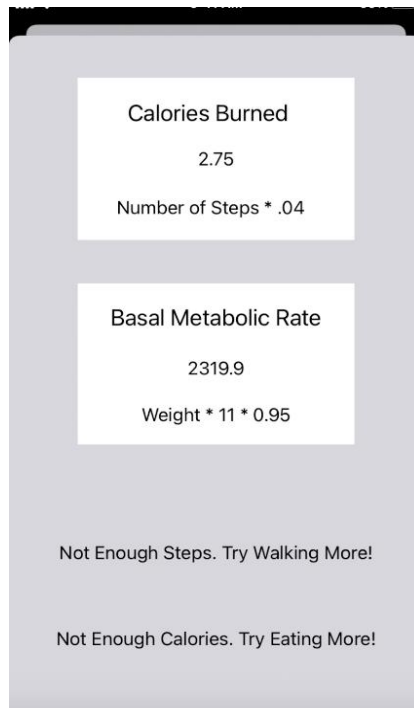 Calories Burned
2.75
Number of Steps * .04
Basal Metabolic Rate
2319.9
Weight * 11 * 0.95
Not Enough Steps. Try Walking More!
Not Enough Calories. Try Eating More!